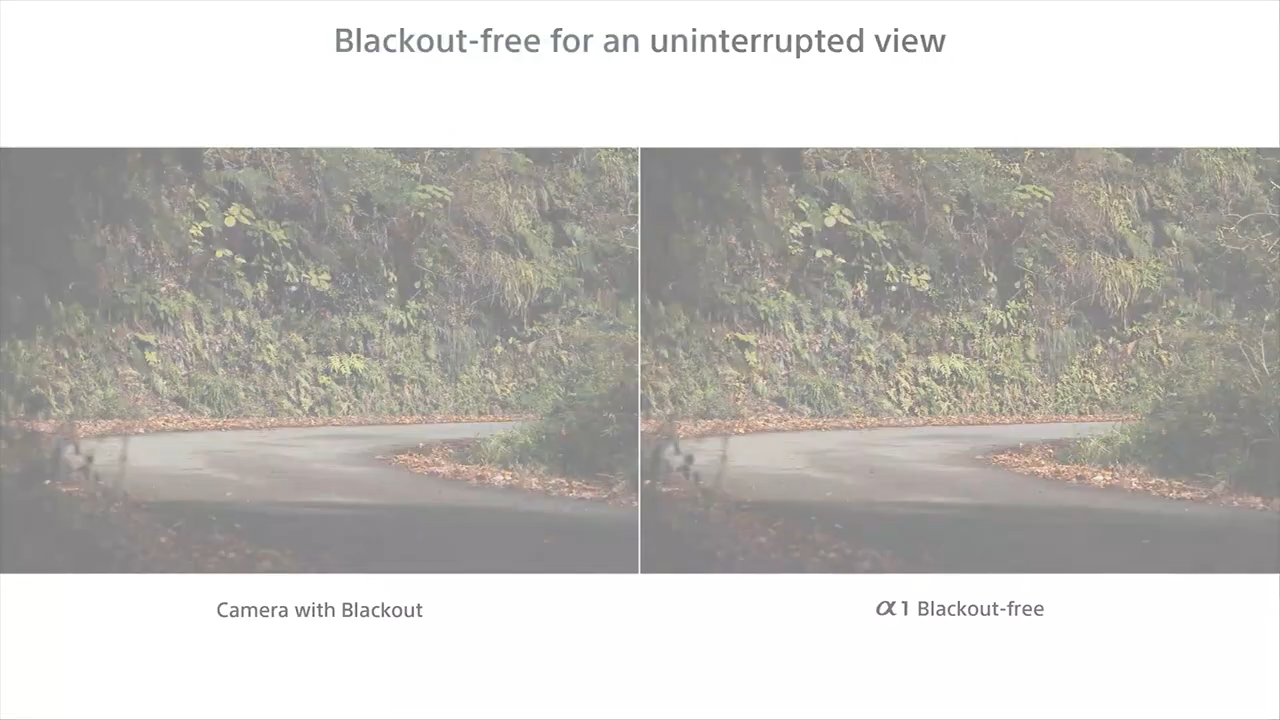 Blackout-free for an uninterrupted view
Camera with Blackout
α1 Blackout-free